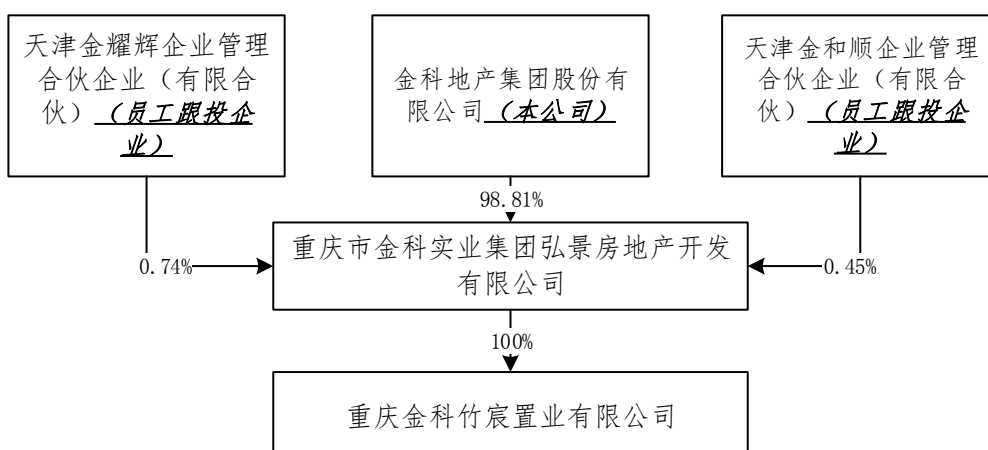 天津金耀辉企业管理
合伙企业（有限合
伙）（员工跟投企
业）
金科地产集团股份有
限公司（本公司）
天津金和顺企业管理
合伙企业（有限合
伙）（员工跟投企
业）
98.81%
重庆市金科实业集团弘景房地产开发
有限公司
0.74%
0.45%
100%
重庆金科竹宸置业有限公司